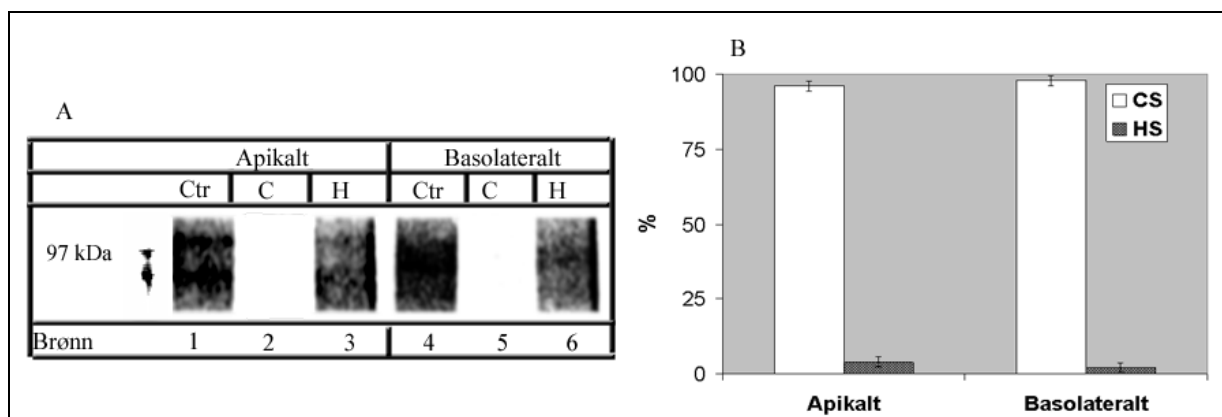 A
Apikalt Basolateralt
Ctr C H Ctr C H
97 kDa
Brønn 1 2 3 4 5 6
B
100
75
50
25
0
%
CS
HS
Apikalt Basolateralt